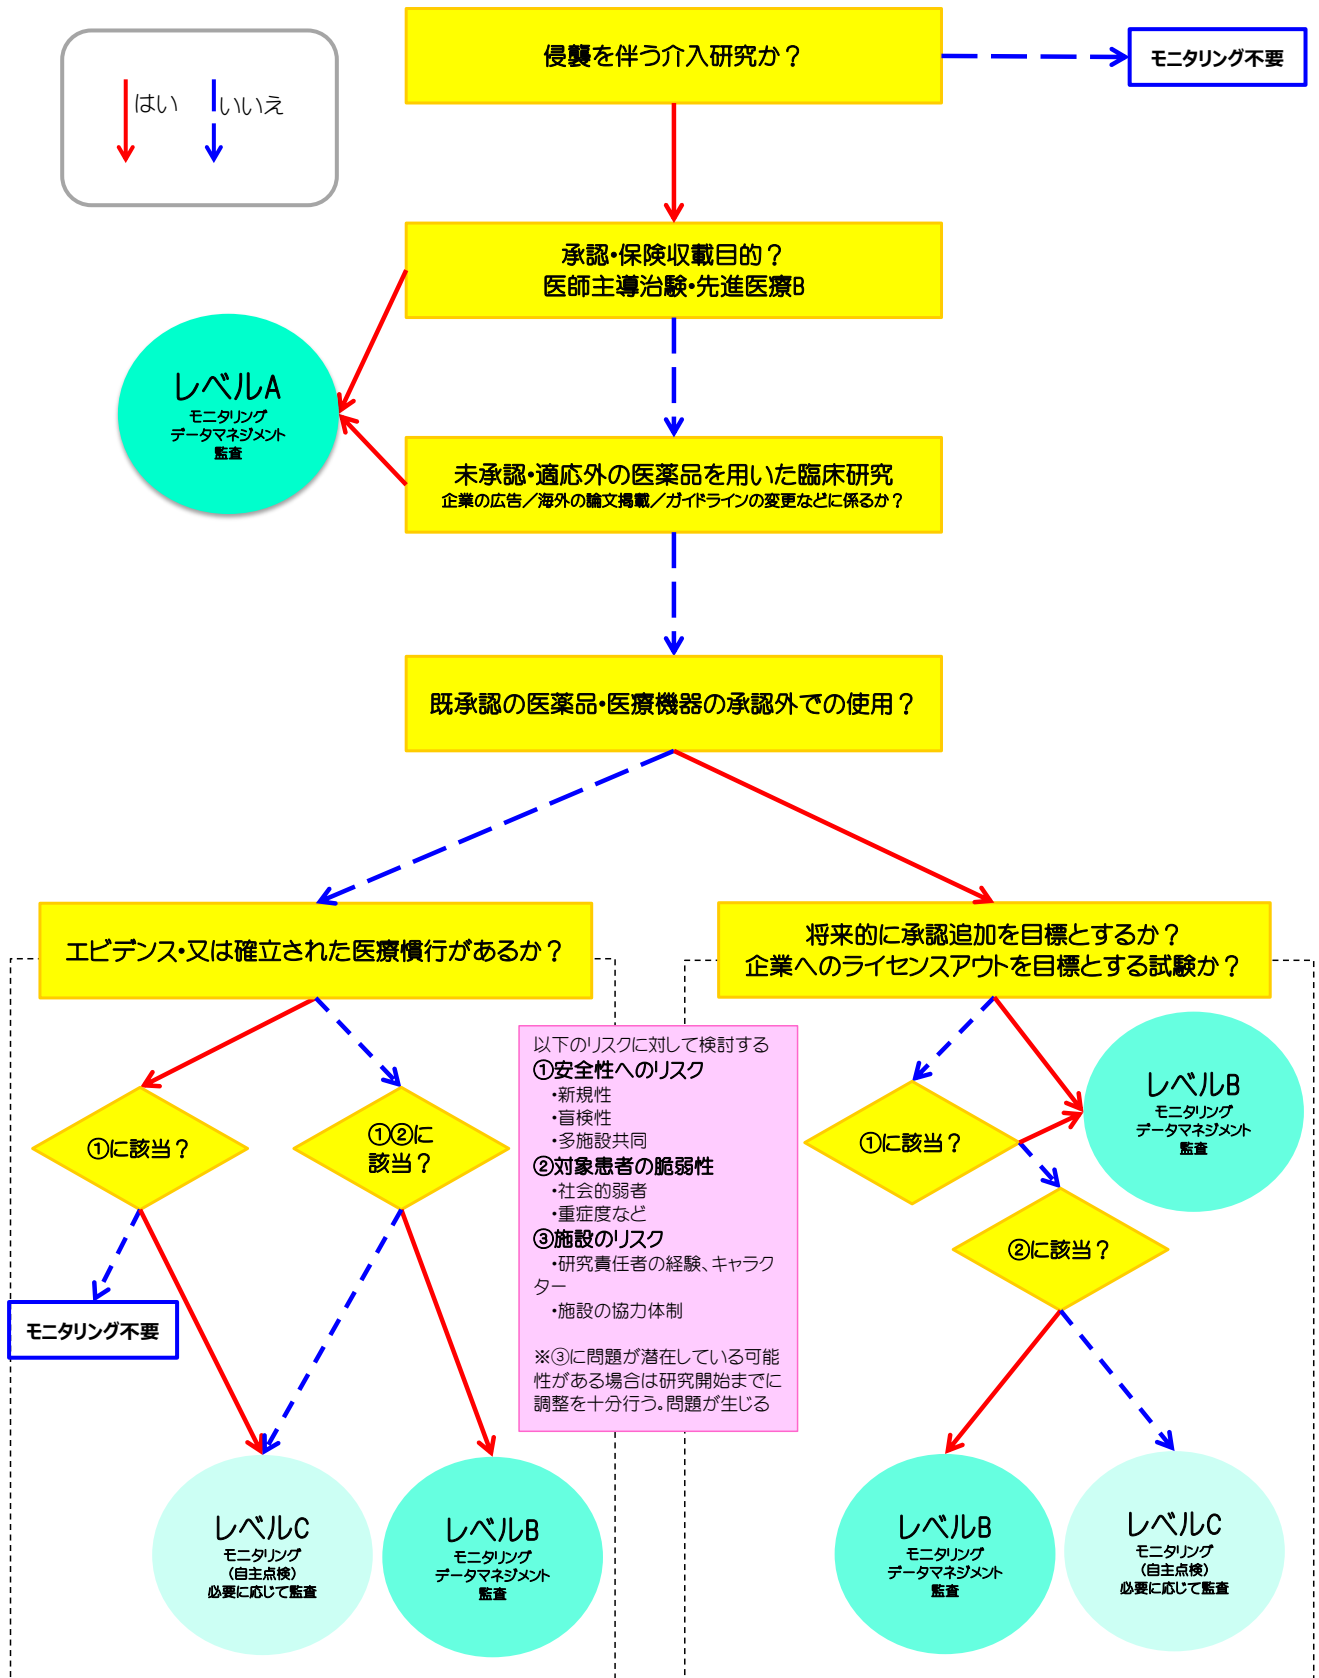 侵襲を伴う介入研究か？
モニタリング不要
はい
いいえ
承認・保険収載目的？
医師主導治験・先進医療B
レベルA
モニタリング
データマネジメント
監査
未承認・適応外の医薬品を用いた臨床研究
企業の広告／海外の論文掲載／ガイドラインの変更などに係るか？
既承認の医薬品・医療機器の承認外での使用？
エビデンス・又は確立された医療慣行があるか？
将来的に承認追加を目標とするか？
企業へのライセンスアウトを目標とする試験か？
①に該当？
①②に
該当？
以下のリスクに対して検討する
①安全性へのリスク
・新規性
・盲検性
・多施設共同
②対象患者の脆弱性
・社会的弱者
・重症度など
③施設のリスク
・研究責任者の経験、キャラク
ター
・施設の協力体制
※③に問題が潜在している可能
性がある場合は研究開始までに
調整を十分行う。問題が生じる
①に該当？
レベルB
モニタリング
データマネジメント
監査
②に該当？
モニタリング不要
レベルC
モニタリング
（自主点検）
必要に応じて監査
レベルB
モニタリング
データマネジメント
監査
レベルB
モニタリング
データマネジメント
監査
レベルC
モニタリング
（自主点検）
必要に応じて監査